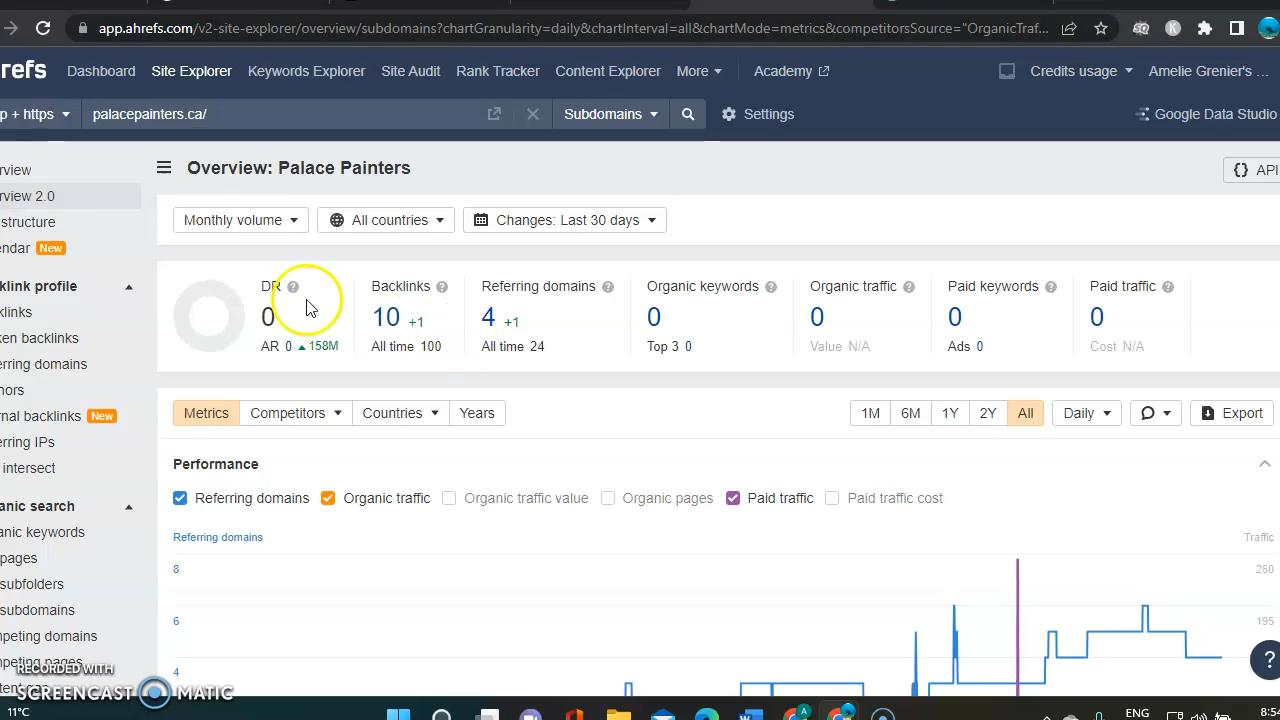 app.ahrefs.com/v2-site-explorer/overview/subdomains?chartGranularity=daily&chartInterval=all&chartMode=metrics&competitorsSource="OrganicTraf...
refs Dashboard Site Explorer Keywords Explorer Site Audit Rank Tracker Content Explorer More Academy Credits usage Amelie Grenier's ...
p + https palacepainters.ca/ Subdomains Settings Google Data Studio
rview
Overview: Palace Painters
{} API
rview 2.0
structure
Monthly volume All countries Changes: Last 30 days
endar New
cklink profile
DR Backlinks Referring domains Organic keywords Organic traffic Paid keywords Paid traffic
klinks
0 10 +1 4 +1 0 0 0 0
ken backlinks
AR 0 158M All time 100 All time 24 Top 3 0 Value N/A Ads 0 Cost N/A
erring domains
hors
rnal backlinks New
Metrics Competitors Countries Years 1M 6M 1Y 2Y All Daily Export
erring IPs
intersect
Performance
anic search
Referring domains Organic traffic Organic traffic value Organic pages Paid traffic Paid traffic cost
anic keywords
Referring domains Traffic
pages
8 260
subfolders
subdomains
6 195
mpeting domains
mpeting pages
4
?
RECORDED WITH
SCREENCAST MATIC
11°C ENG 8:54